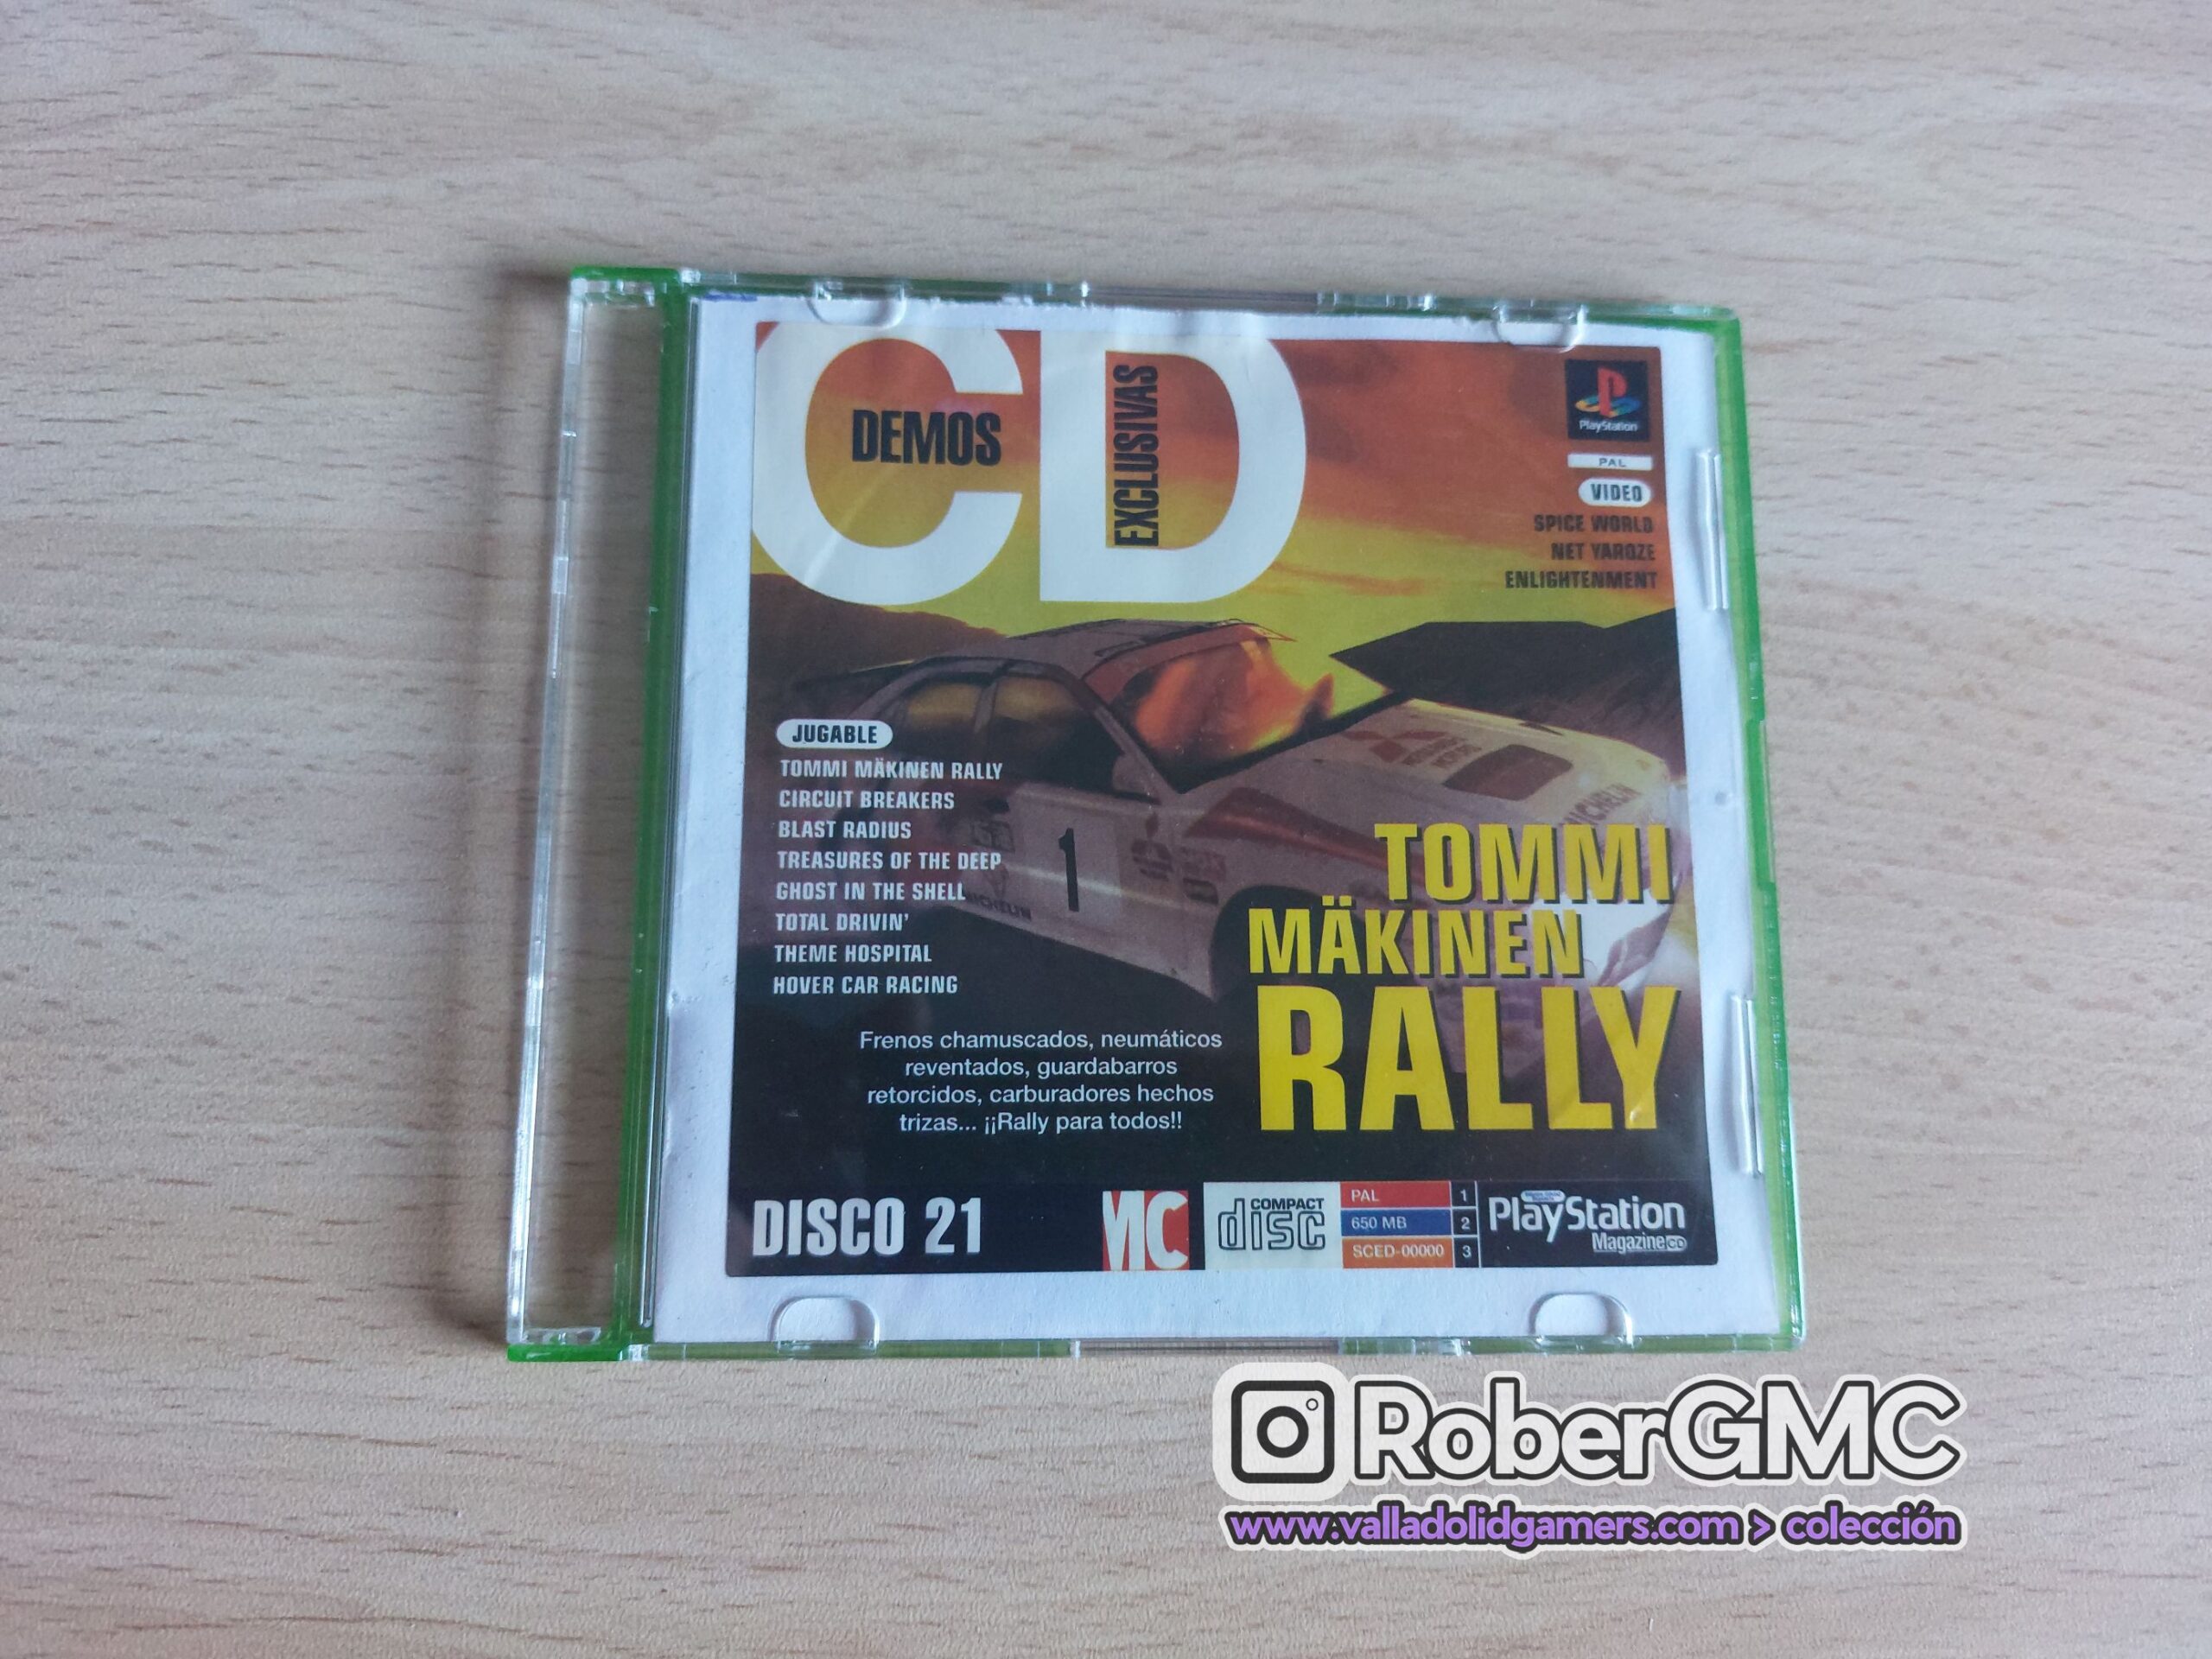 CD
DEMOS
EXCLUSIVAS
PlayStation
PAL
VIDEO
SPICE WORLD
NET YAROZE
ENLIGHTENMENT
JUGABLE
TOMMI MÄKINEN RALLY
CIRCUIT BREAKERS
BLAST RADIUS
TREASURES OF THE DEEP
GHOST IN THE SHELL
TOTAL DRIVIN'
THEME HOSPITAL
HOVER CAR RACING
1
MICHELIN
MICHELIN
TOMMI
MÄKINEN
RALLY
Frenos chamuscados, neumáticos
reventados, guardabarros
retorcidos, carburadores hechos
trizas... ¡¡Rally para todos!!
DISCO 21
MC
COMPACT
disc
PAL 1
650 MB 2
SCED-00000 3
PlayStation
Magazine CD
RoberGMC
www.valladolidgamers.com > colección